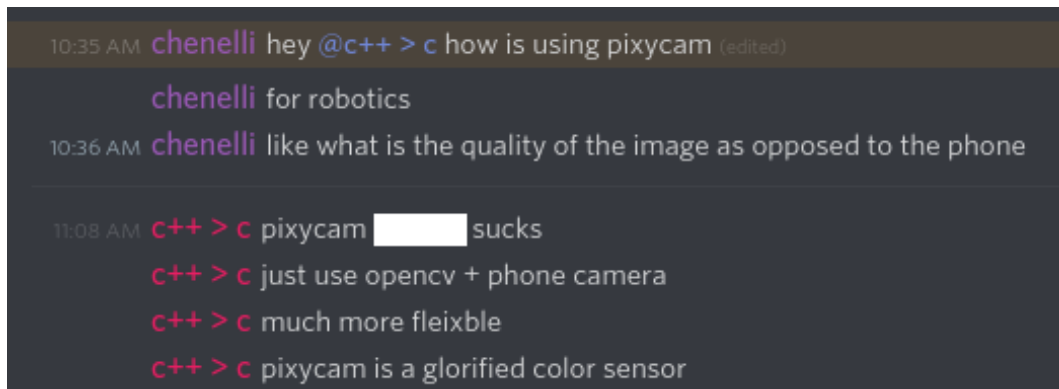 10:35 AM chenelli hey @c++ > c how is using pixycam (edited)
chenelli for robotics
10:36 AM chenelli like what is the quality of the image as opposed to the phone
11:08 AM c++ > c pixycam sucks
c++ > c just use opencv + phone camera
c++ > c much more fleixble
c++ > c pixycam is a glorified color sensor